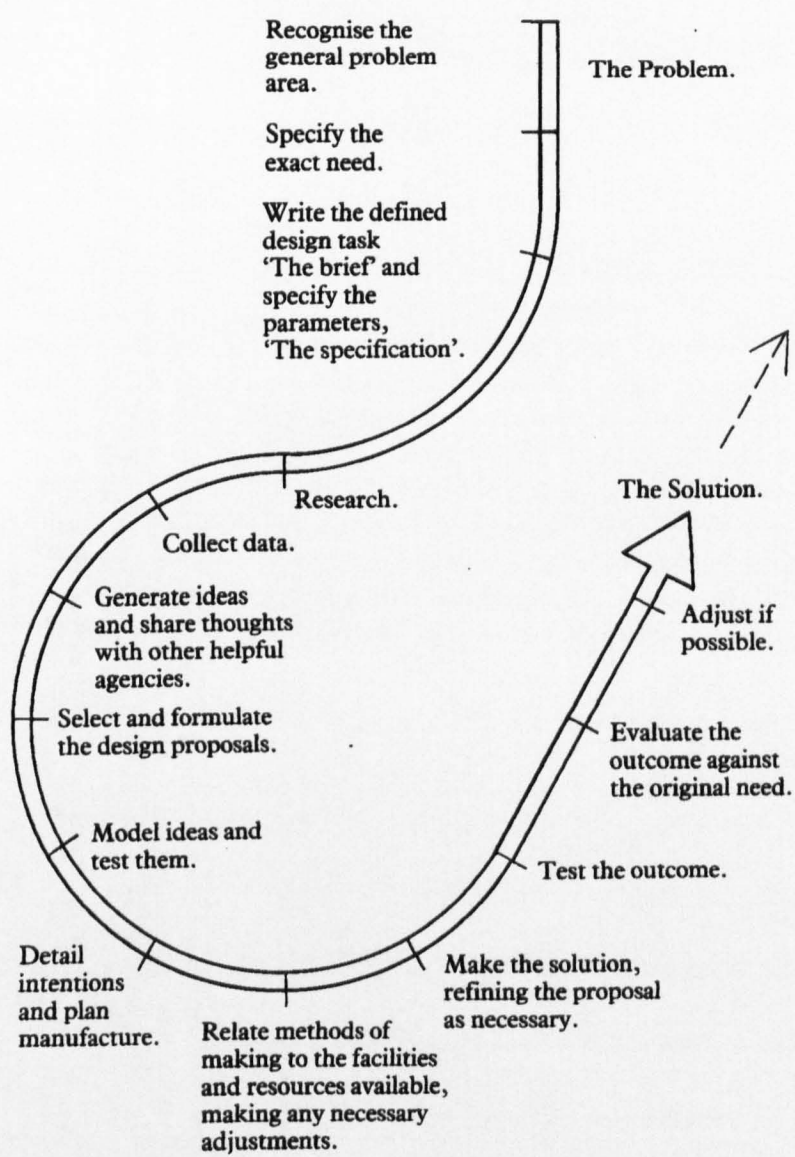 Recognise the
general problem
area.
The Problem.
Specify the
exact need.
Write the defined
design task
‘The brief’ and
specify the
parameters,
‘The specification’.
Research.
Collect data.
Generate ideas
and share thoughts
with other helpful
agencies.
Select and formulate
the design proposals.
Model ideas and
test them.
Detail
intentions
and plan
manufacture.
Relate methods of
making to the facilities
and resources available,
making any necessary
adjustments.
Make the solution,
refining the proposal
as necessary.
Test the outcome.
Evaluate the
outcome against
the original need.
Adjust if
possible.
The Solution.